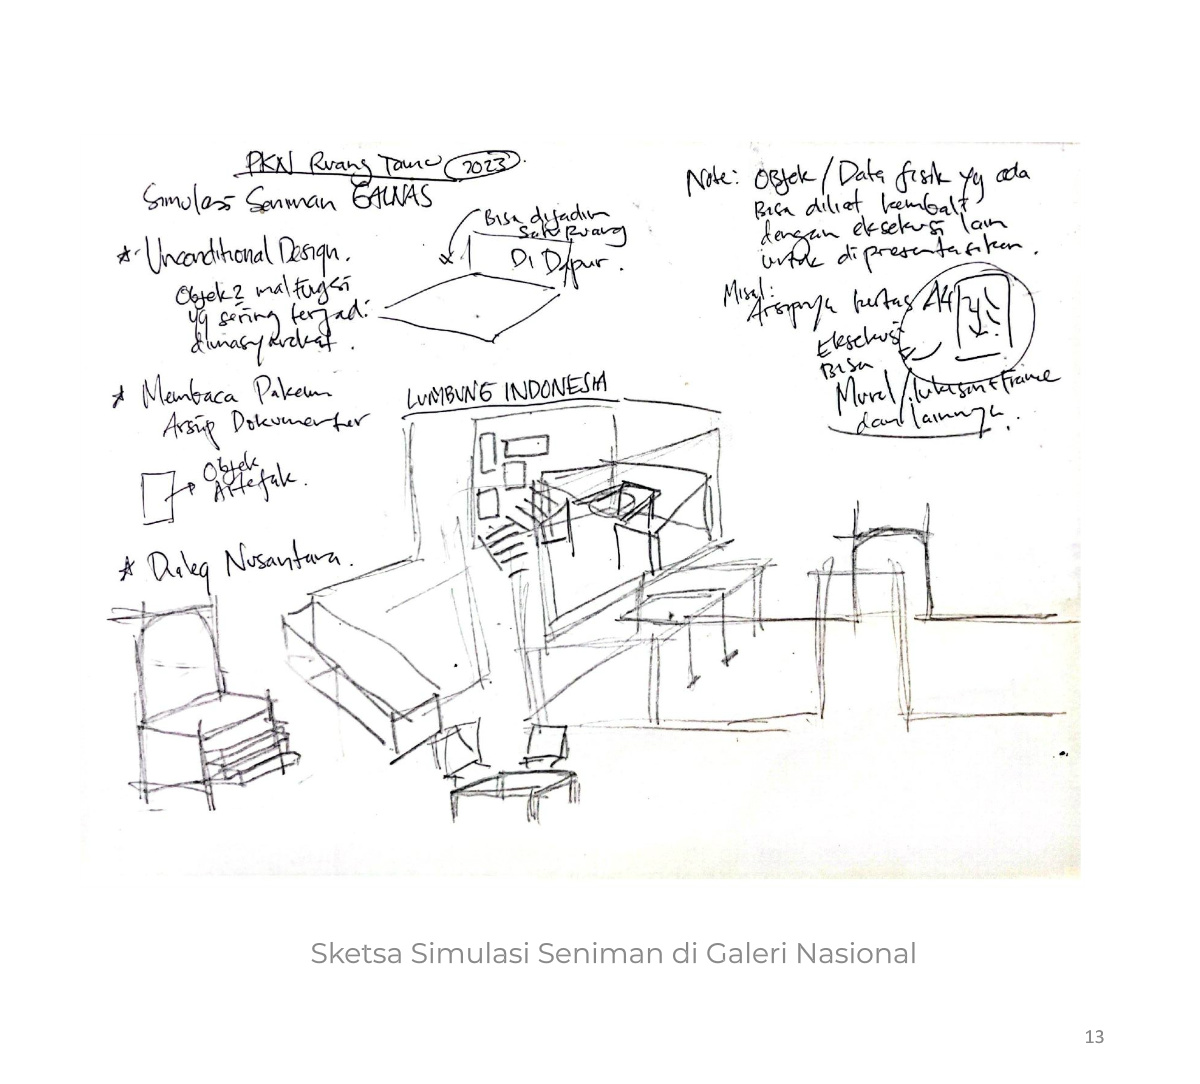 PKN Ruang Tamu 2023
Simulasi Seniman GALNAS
* Unconditional Design.
Objek2 malfugsi
yg sering terjadi
dimasyarakat.
Bisa dijadiin
Satu Ruang
Di Dapur.
* Membaca Pakem
Arsip Dokumenter
Objek
Artefak.
* Dialog Nusantara.
LUMBUNG INDONESIA
Note: Objek / Data fisik yg ada
Bisa diliat kembali
dengan eksekusi lain
untuk dipresentasikan.
Misal:
Arsipnya kertas A4
Eksekusi
Bisa
Mural / lukisan + Frame
dan lainnya.
Sketsa Simulasi Seniman di Galeri Nasional
13